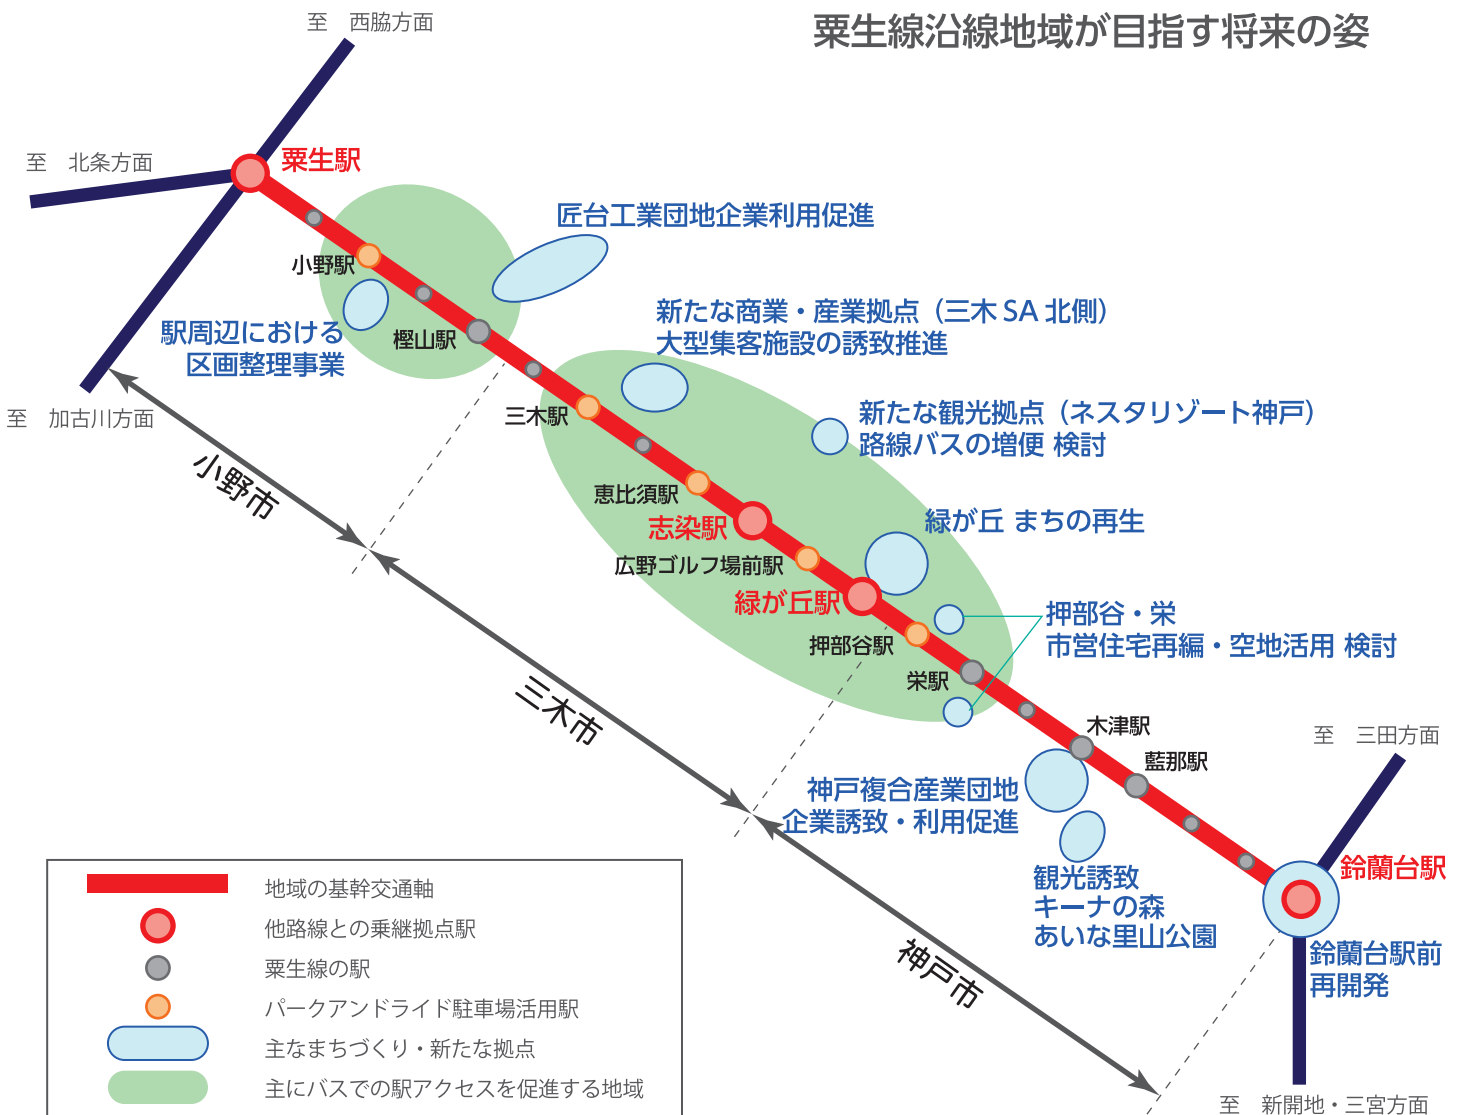 粟生線沿線地域が目指す将来の姿
至　西脇方面
至　北条方面
粟生駅
匠台工業団地企業利用促進
小野駅
駅周辺における
区画整理事業
樫山駅
新たな商業・産業拠点（三木 SA 北側）
大型集客施設の誘致推進
至　加古川方面
三木駅
新たな観光拠点（ネスタリゾート神戸）
路線バスの増便 検討
小野市
恵比須駅
志染駅
緑が丘 まちの再生
広野ゴルフ場前駅
緑が丘駅
押部谷・栄
市営住宅再編・空地活用 検討
押部谷駅
栄駅
三木市
木津駅
藍那駅
至　三田方面
神戸複合産業団地
企業誘致・利用促進
鈴蘭台駅
観光誘致
キーナの森
あいな里山公園
鈴蘭台駅前
再開発
神戸市
至　新開地・三宮方面
地域の基幹交通軸
他路線との乗継拠点駅
粟生線の駅
パークアンドライド駐車場活用駅
主なまちづくり・新たな拠点
主にバスでの駅アクセスを促進する地域